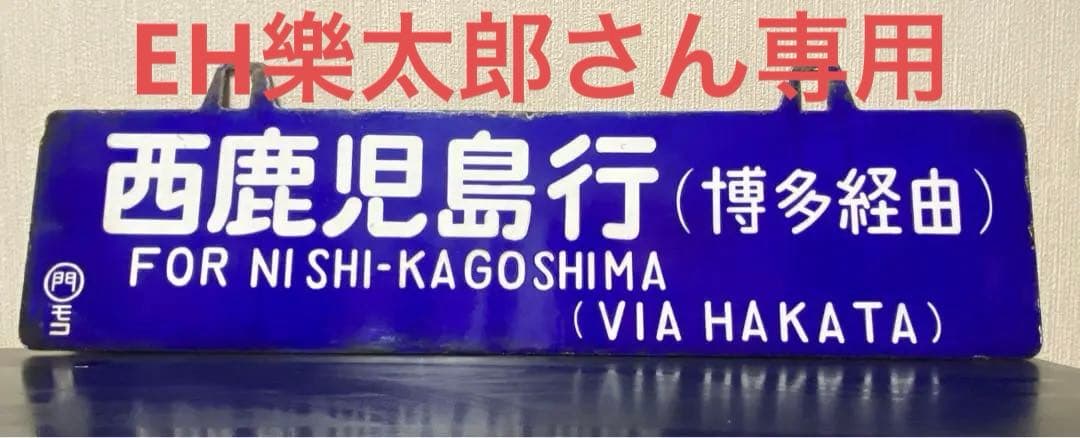 EH樂太郎さん専用
西鹿児島行(博多経由)
FOR NISHI-KAGOSHIMA
(VIA HAKATA)
門
モコ